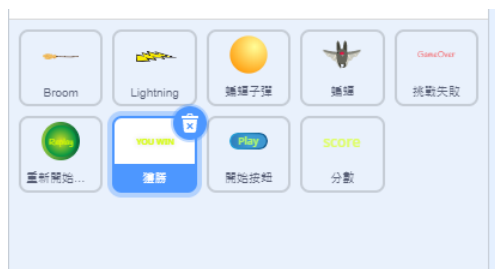 GameOver
Broom
Lightning
蝙蝠子彈
蝙蝠
挑戰失敗
Replay
YOU WIN
Play
score
重新開始...
獲勝
開始按鈕
分數